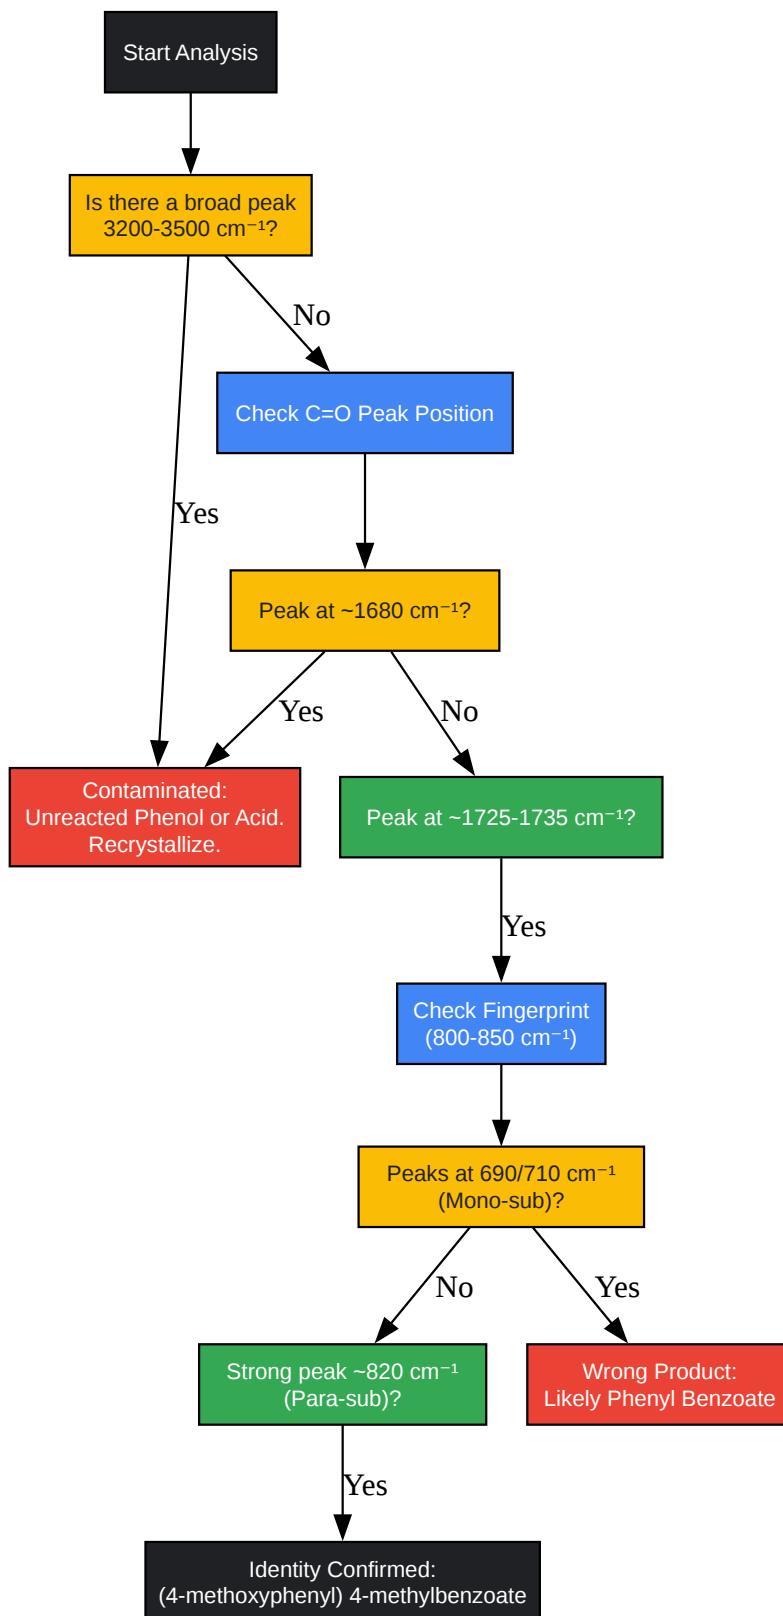 Start Analysis
Is there a broad peak
3200-3500 cm⁻¹?
No
Check C=O Peak Position
Yes
Peak at ~1680 cm⁻¹?
Yes
No
Contaminated:
Unreacted Phenol or Acid.
Recrystallize.
Peak at ~1725-1735 cm⁻¹?
Yes
Check Fingerprint
(800-850 cm⁻¹)
Peaks at 690/710 cm⁻¹
(Mono-sub)?
No
Yes
Strong peak ~820 cm⁻¹
(Para-sub)?
Wrong Product:
Likely Phenyl Benzoate
Yes
Identity Confirmed:
(4-methoxyphenyl) 4-methylbenzoate